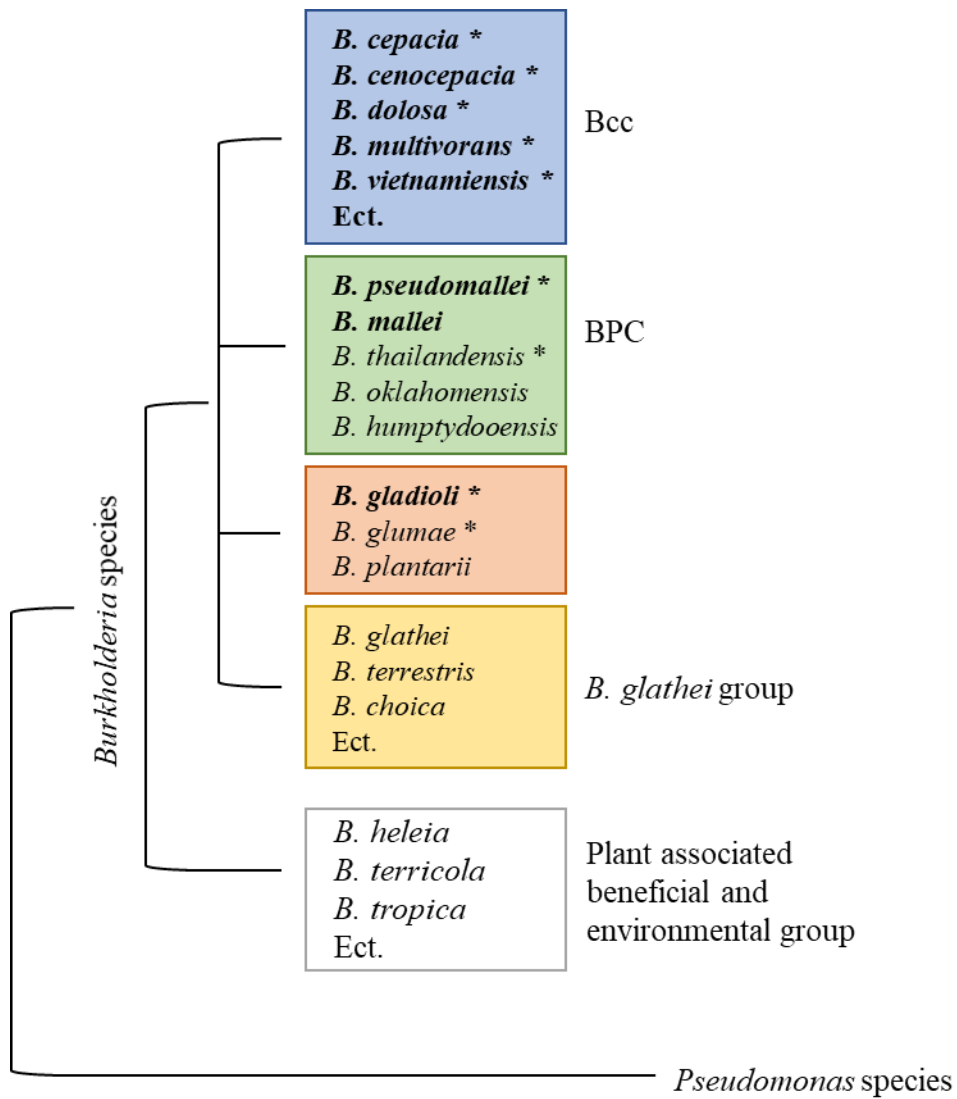 B. cepacia *
B. cenocepacia *
B. dolosa *
B. multivorans *
B. vietnamiensis *
Ect.
Bcc
B. pseudomallei *
B. mallei
B. thailandensis *
B. oklahomensis
B. humptydooensis
BPC
B. gladioli *
B. glumae *
B. plantarii
B. glathei
B. terrestris
B. choica
Ect.
B. glathei group
B. heleia
B. terricola
B. tropica
Ect.
Plant associated
beneficial and
environmental group
Burkholderia species
Pseudomonas species